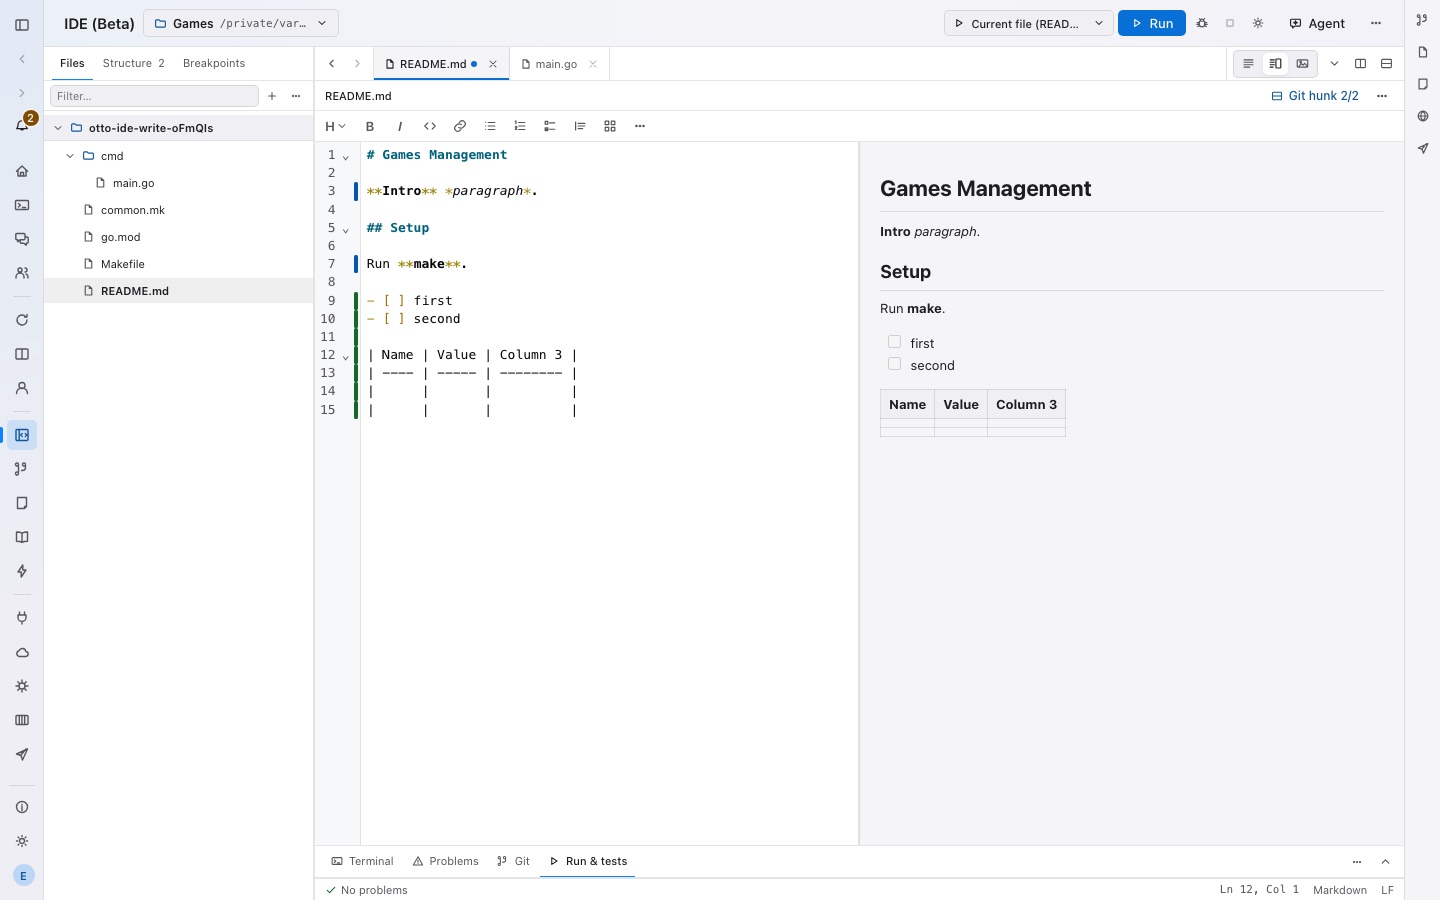 IDE (Beta)
Games /private/var...
Current file (READ...
Run
Agent
2
Files
Structure 2
Breakpoints
README.md
main.go
Filter...
README.md
Git hunk 2/2
H
B
I
otto-ide-write-oFmQIs
cmd
main.go
common.mk
go.mod
Makefile
README.md
1 # Games Management
2
3 **Intro** *paragraph*.
4
5 ## Setup
6
7 Run **make**.
8
9 - [ ] first
10 - [ ] second
11
12 | Name | Value | Column 3 |
13 | ---- | ----- | -------- |
14 | | | |
15 | | | |
Games Management
Intro paragraph.
Setup
Run make.
first
second
Name Value Column 3
E
Terminal
Problems
Git
Run & tests
No problems
Ln 12, Col 1
Markdown
LF